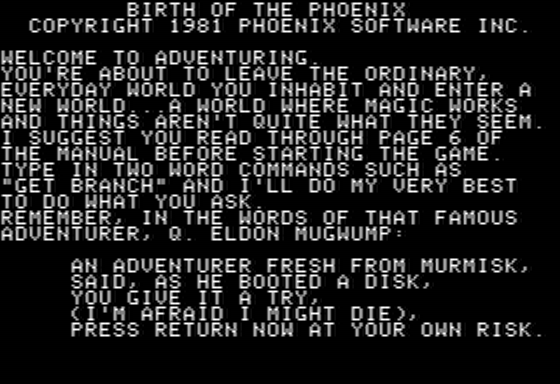 BIRTH OF THE PHOENIX
COPYRIGHT 1981 PHOENIX SOFTWARE INC.
WELCOME TO ADVENTURING.
YOU'RE ABOUT TO LEAVE THE ORDINARY,
EVERYDAY WORLD YOU INHABIT AND ENTER A
NEW WORLD...A WORLD WHERE MAGIC WORKS
AND THINGS AREN'T QUITE WHAT THEY SEEM.
I SUGGEST YOU READ THROUGH PAGE 6 OF
THE MANUAL BEFORE STARTING THE GAME.
TYPE IN TWO WORD COMMANDS SUCH AS
"GET BRANCH" AND I'LL DO MY VERY BEST
TO DO WHAT YOU ASK.
REMEMBER, IN THE WORDS OF THAT FAMOUS
ADVENTURER, Q. ELDON MUGWUMP:
AN ADVENTURER FRESH FROM MURMISK,
SAID, AS HE BOOTED A DISK,
YOU GIVE IT A TRY,
(I'M AFRAID I MIGHT DIE),
PRESS RETURN NOW AT YOUR OWN RISK.